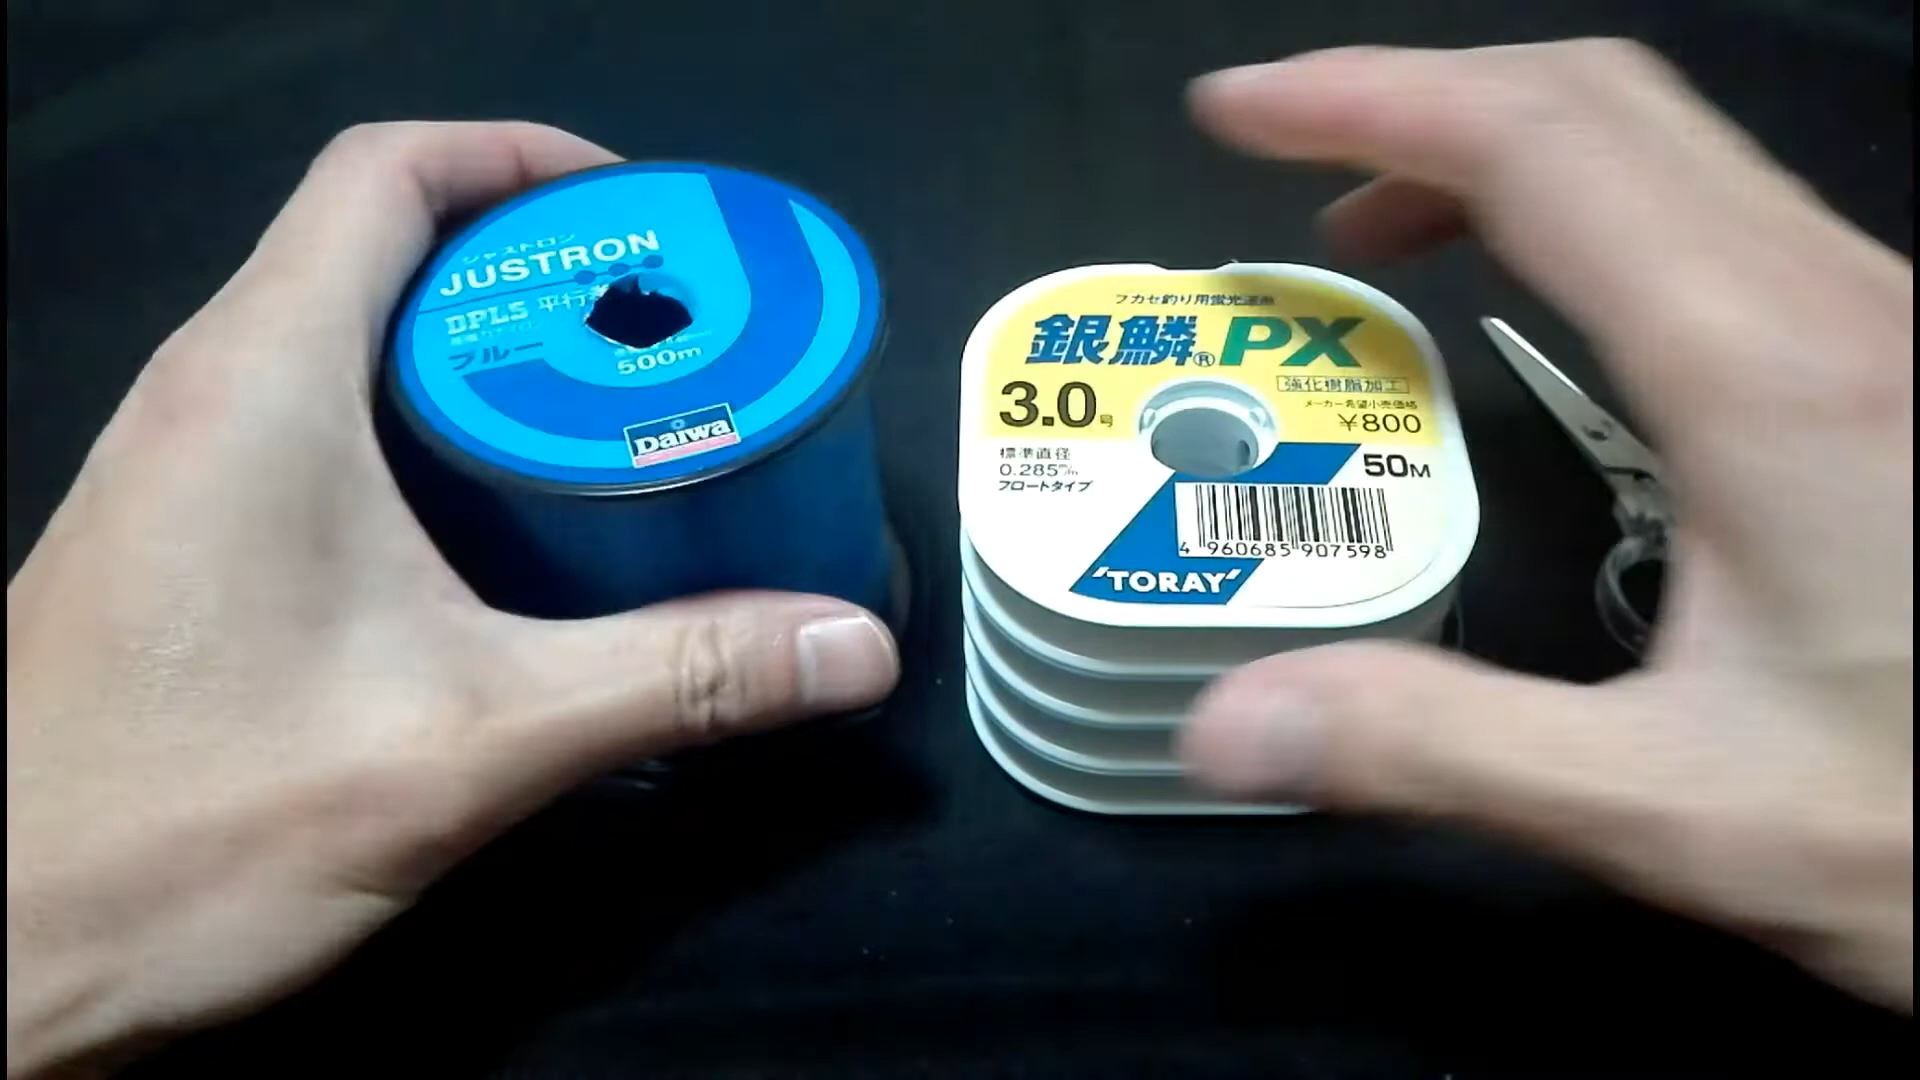 ジャストロン
JUSTRON
DPLS 平行
ブルー
500m
Daiwa
フカセ釣り用蛍光道糸
銀鱗®PX
3.0号
強化樹脂加工
メーカー希望小売価格
¥800
標準直径
0.285m/m
フロートタイプ
50M
4 960685 907598
'TORAY'